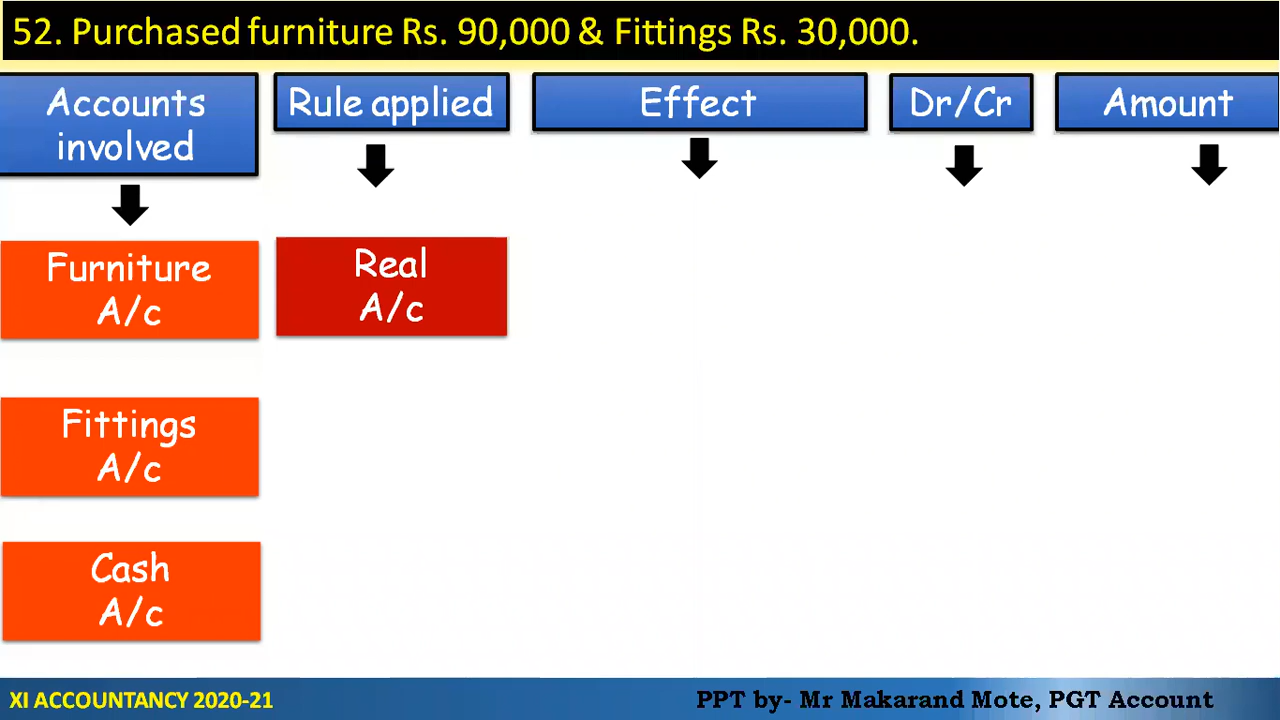 52. Purchased furniture Rs. 90,000 & Fittings Rs. 30,000.
Accounts
involved
Rule applied
Effect
Dr/Cr
Amount
Furniture
A/c
Real
A/c
Fittings
A/c
Cash
A/c
XI ACCOUNTANCY 2020-21
PPT by- Mr Makarand Mote, PGT Account